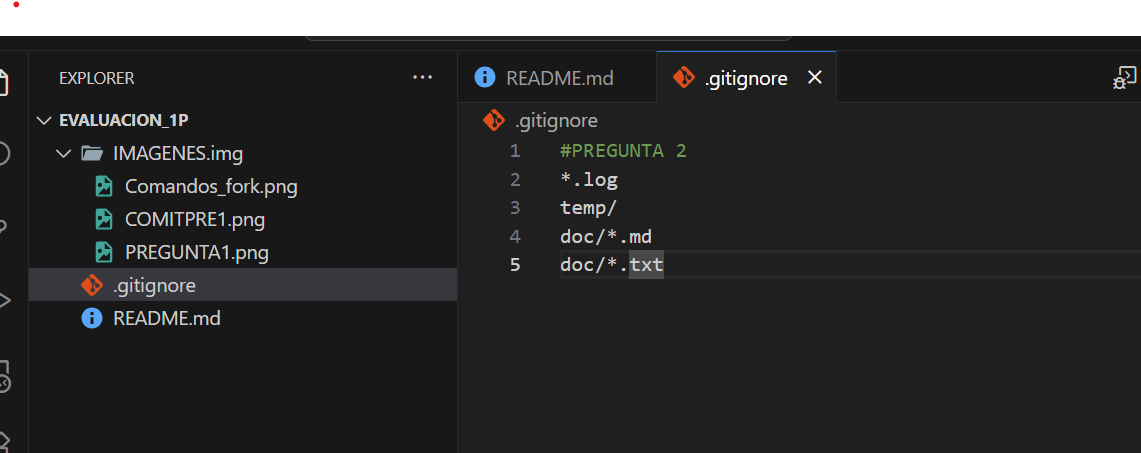 EXPLORER ...
EVALUACION_1P
IMAGENES.img
Comandos_fork.png
COMITPRE1.png
PREGUNTA1.png
.gitignore
README.md
README.md
.gitignore
.gitignore
1 #PREGUNTA 2
2 *.log
3 temp/
4 doc/*.md
5 doc/*.txt